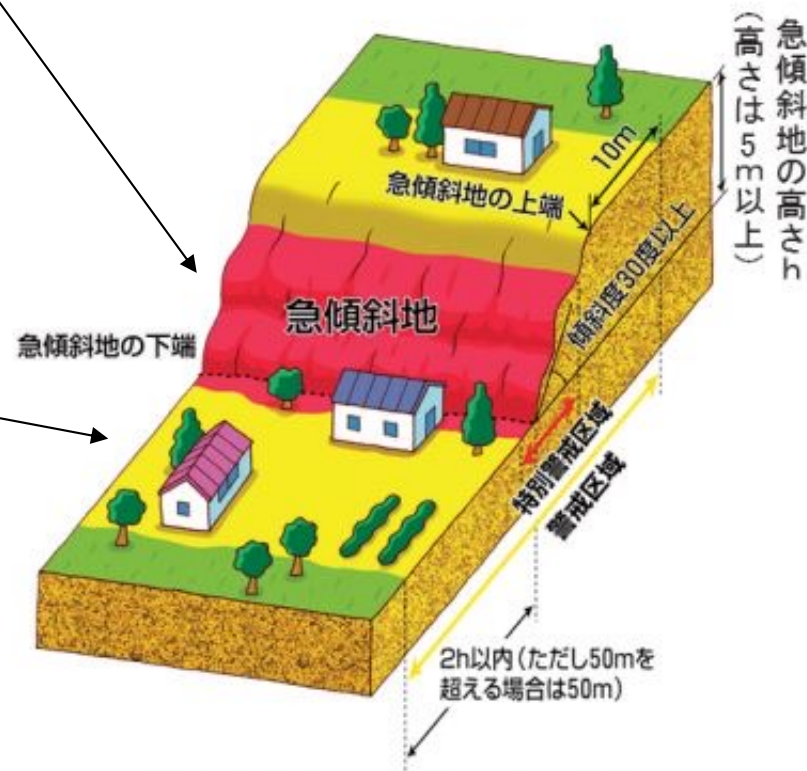 急傾斜地の高さh
(高さは5m以上)
10m
急傾斜地の上端
傾斜度30度以上
急傾斜地
急傾斜地の下端
特別警戒区域
警戒区域
2h以内(ただし50mを
超える場合は50m)